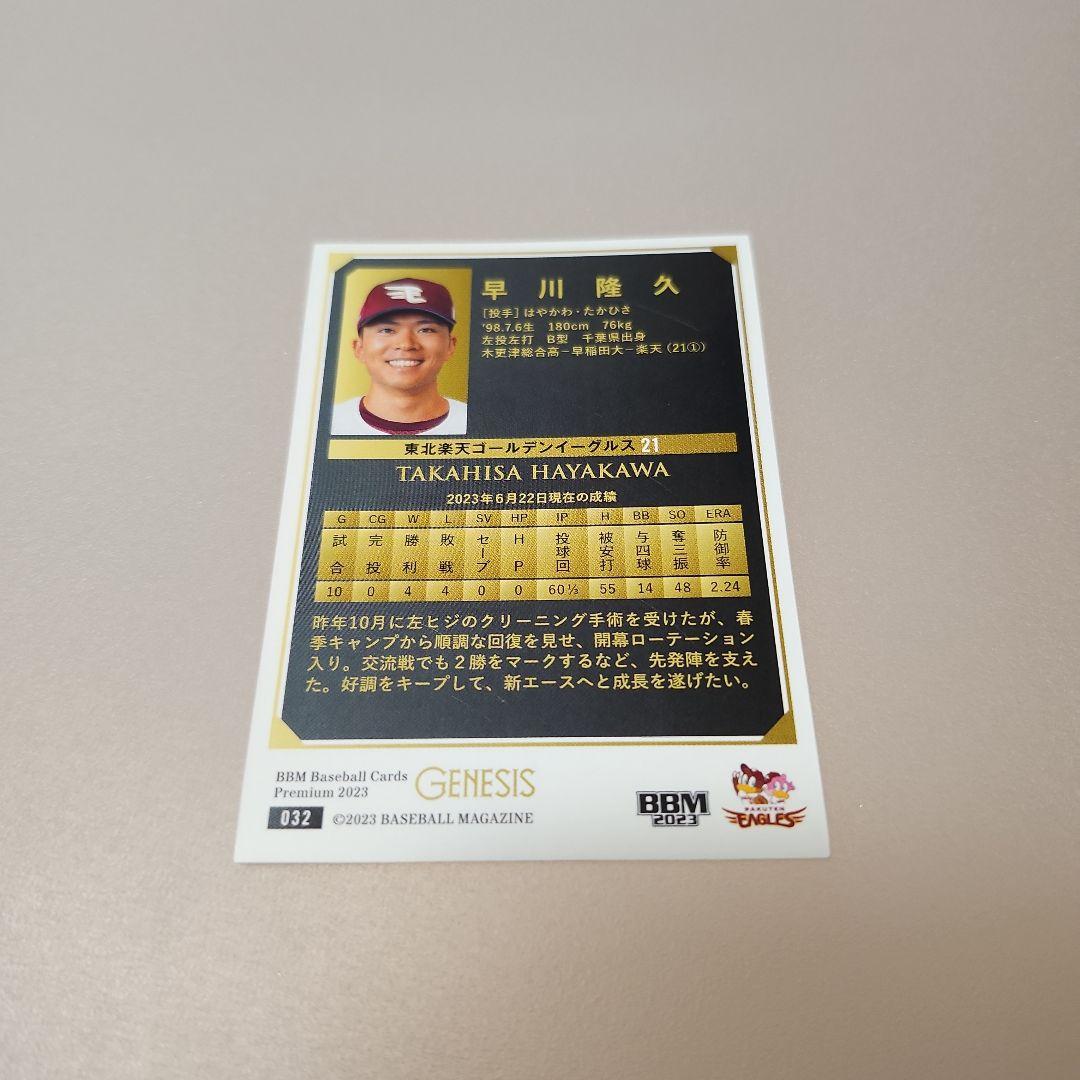 早川隆久
[投手] はやかわ・たかひさ
'98.7.6生 180cm 76kg
左投左打 B型 千葉県出身
木更津総合高−早稲田大−楽天(21①)
東北楽天ゴールデンイーグルス 21
TAKAHISA HAYAKAWA
2023年6月22日現在の成績
G CG W L SV HP IP H BB SO ERA
試合 完投 勝利 敗戦 セーブ HP 投球回 被安打 与四球 奪三振 防御率
10 0 4 4 0 0 60⅓ 55 14 48 2.24
昨年10月に左ヒジのクリーニング手術を受けたが、春
季キャンプから順調な回復を見せ、開幕ローテーション
入り。交流戦でも2勝をマークするなど、先発陣を支え
た。好調をキープして、新エースへと成長を遂げたい。
BBM Baseball Cards
Premium 2023
GENESIS
032
©2023 BASEBALL MAGAZINE
BBM
2023
RAKUTEN
EAGLES